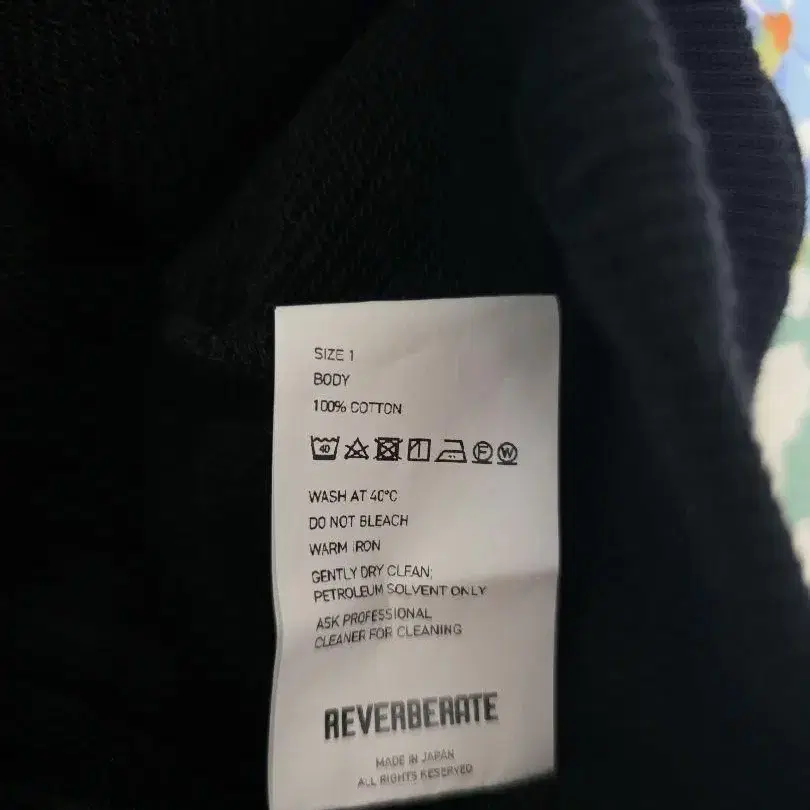 SIZE 1
BODY
100% COTTON
40 F W
WASH AT 40°C
DO NOT BLEACH
WARM IRON
GENTLY DRY CLEAN;
PETROLEUM SOLVENT ONLY
ASK PROFESSIONAL
CLEANER FOR CLEANING
REVERBERATE
MADE IN JAPAN
ALL RIGHTS RESERVED